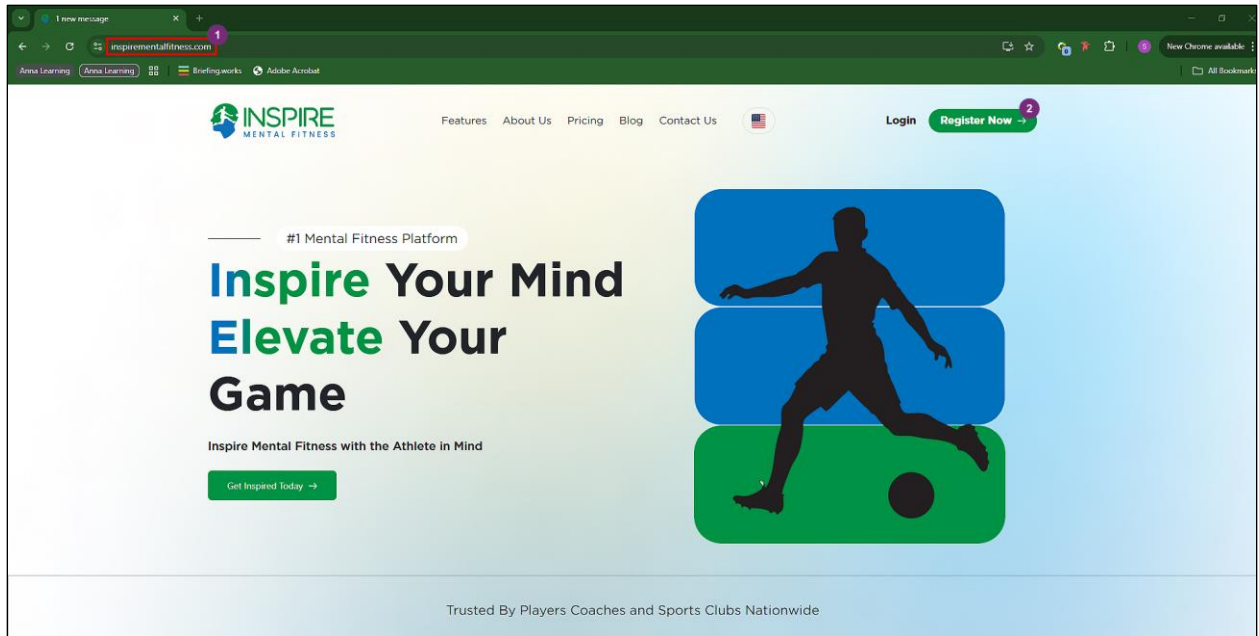 1 new message
1
inspirementalfitness.com
New Chrome available
Anna Learning
Anna Learning
Briefing.works
Adobe Acrobat
All Bookmarks
INSPIRE
MENTAL FITNESS
Features
About Us
Pricing
Blog
Contact Us
Login
Register Now →
2
#1 Mental Fitness Platform
Inspire Your Mind
Elevate Your
Game
Inspire Mental Fitness with the Athlete in Mind
Get Inspired Today →
Trusted By Players Coaches and Sports Clubs Nationwide